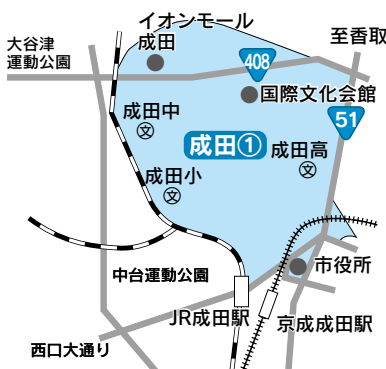 イオンモール
成田
大谷津
運動公園
至香取
408
国際文化会館
51
成田中
文
成田①
成田高
文
成田小
文
中台運動公園
市役所
JR成田駅
京成成田駅
西口大通り